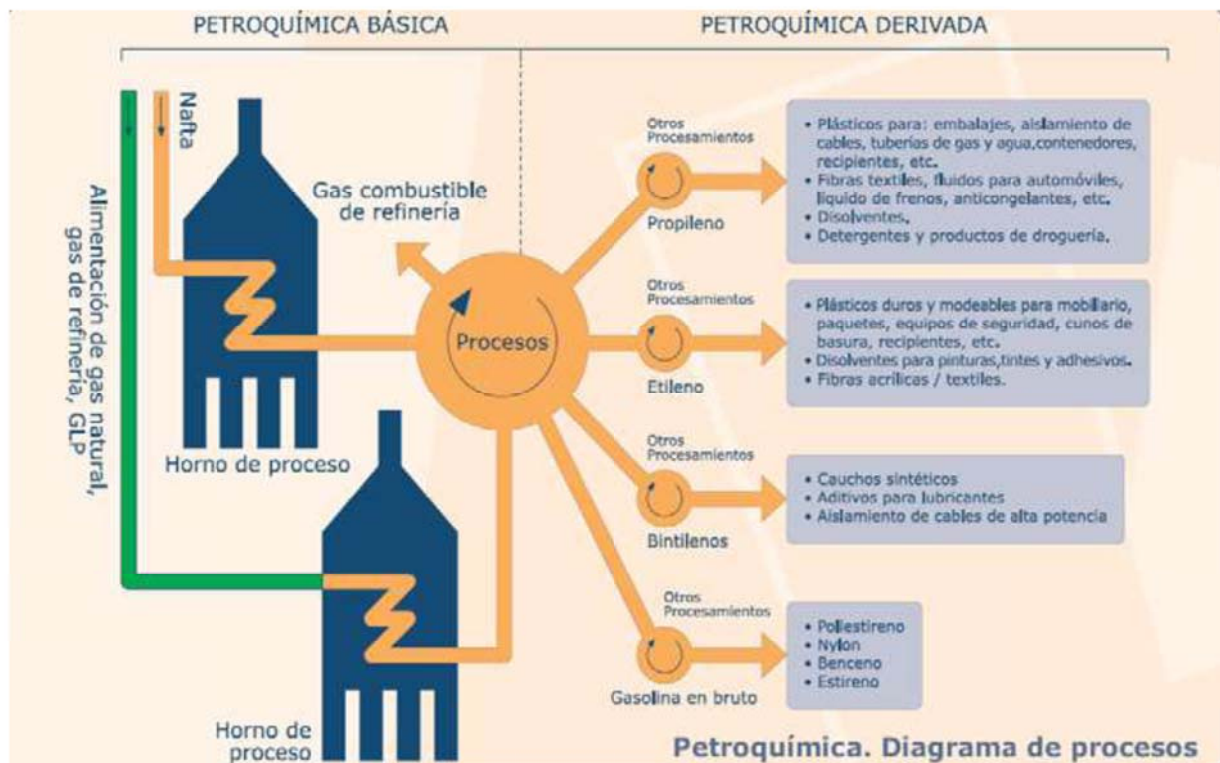 PETROQUÍMICA BÁSICA
PETROQUÍMICA DERIVADA
Nafta
Alimentación de gas natural,
gas de refinería, GLP
Horno de proceso
Horno de
proceso
Gas combustible
de refinería
Procesos
Otros
Procesamientos
Propileno
• Plásticos para: embalajes, aislamiento de
cables, tuberías de gas y agua,contenedores,
recipientes, etc.
• Fibras textiles, fluidos para automóviles,
líquido de frenos, anticongelantes, etc.
• Disolventes.
• Detergentes y productos de droguería.
Otros
Procesamientos
Etileno
• Plásticos duros y modeables para mobiliario,
paquetes, equipos de seguridad, cunos de
basura, recipientes, etc.
• Disolventes para pinturas,tintes y adhesivos.
• Fibras acrílicas / textiles.
Otros
Procesamientos
Bintilenos
• Cauchos sintéticos
• Aditivos para lubricantes
• Aislamiento de cables de alta potencia
Otros
Procesamientos
Gasolina en bruto
• Poliestireno
• Nylon
• Benceno
• Estireno
Petroquímica. Diagrama de procesos